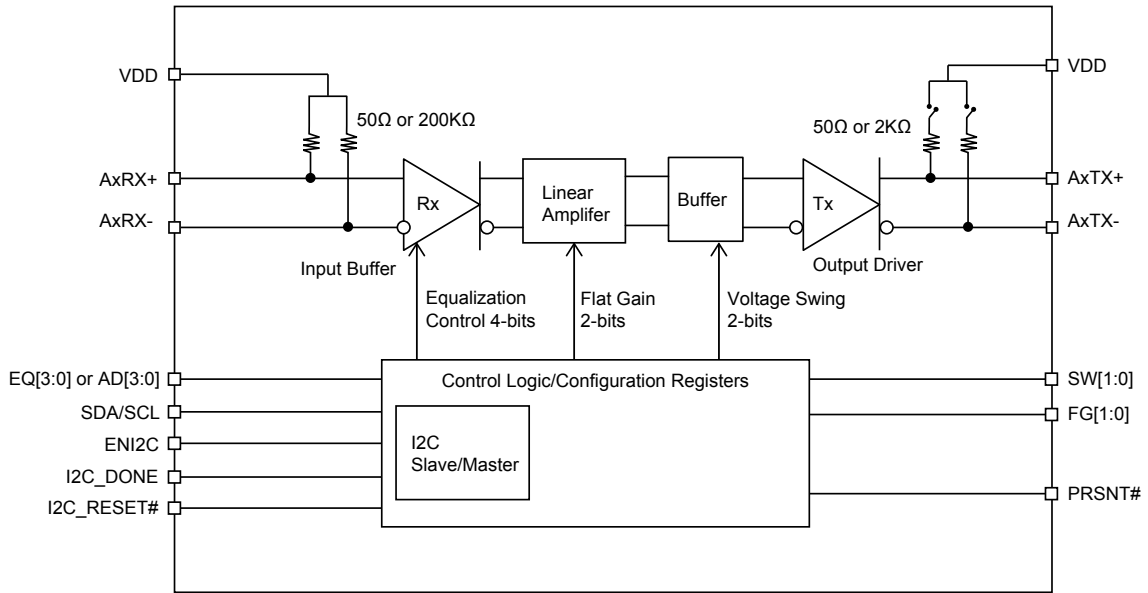 VDD
VDD
50Ω or 200KΩ
50Ω or 2KΩ
AxRX+
AxRX-
Rx
Linear
Amplifer
Buffer
Tx
AxTX+
AxTX-
Input Buffer
Output Driver
Equalization
Control 4-bits
Flat Gain
2-bits
Voltage Swing
2-bits
EQ[3:0] or AD[3:0]
SDA/SCL
ENI2C
I2C_DONE
I2C_RESET#
Control Logic/Configuration Registers
I2C
Slave/Master
SW[1:0]
FG[1:0]
PRSNT#